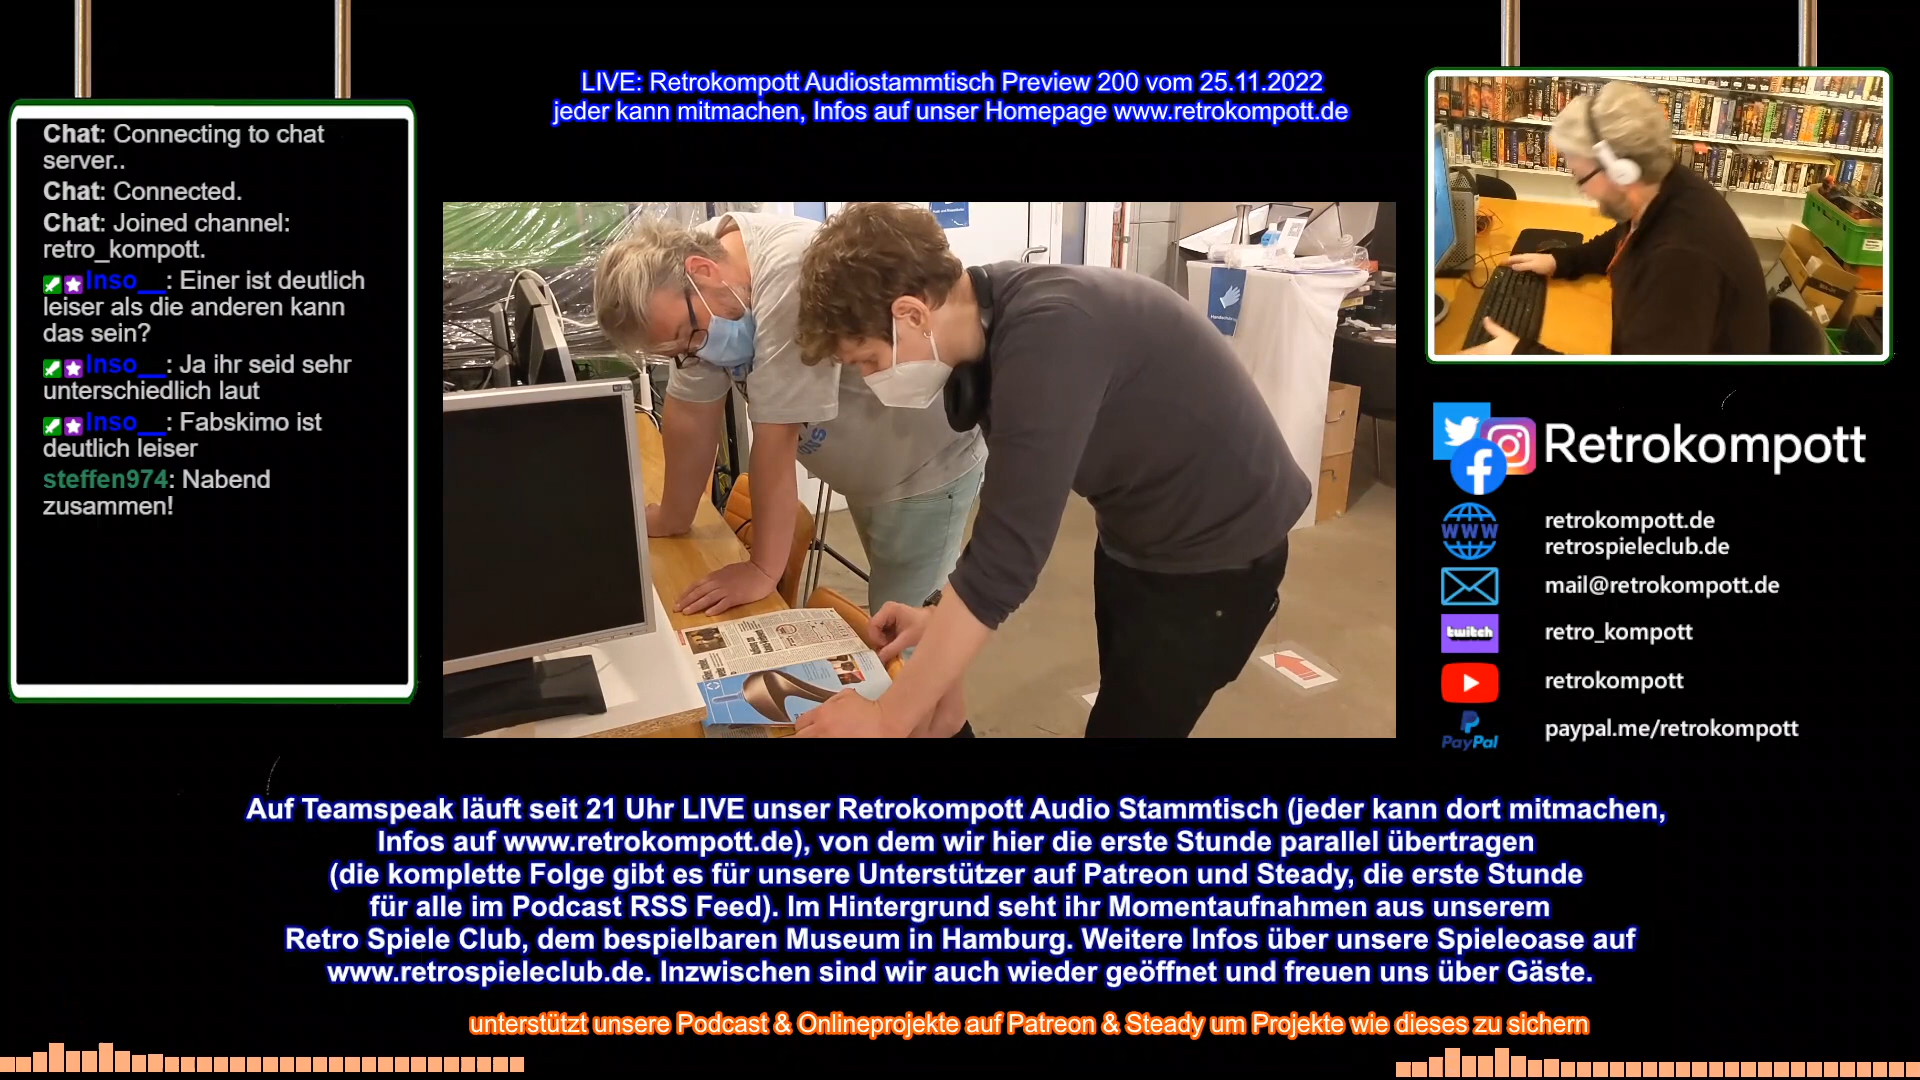 LIVE: Retrokompott Audiostammtisch Preview 200 vom 25.11.2022
jeder kann mitmachen, Infos auf unser Homepage www.retrokompott.de
Chat: Connecting to chat
server..
Chat: Connected.
Chat: Joined channel:
retro_kompott.
Inso__: Einer ist deutlich
leiser als die anderen kann
das sein?
Inso__: Ja ihr seid sehr
unterschiedlich laut
Inso__: Fabskimo ist
deutlich leiser
steffen974: Nabend
zusammen!
Retrokompott
WWW
retrokompott.de
retrospieleclub.de
mail@retrokompott.de
twitch
retro_kompott
retrokompott
PayPal
paypal.me/retrokompott
Auf Teamspeak läuft seit 21 Uhr LIVE unser Retrokompott Audio Stammtisch (jeder kann dort mitmachen,
Infos auf www.retrokompott.de), von dem wir hier die erste Stunde parallel übertragen
(die komplette Folge gibt es für unsere Unterstützer auf Patreon und Steady, die erste Stunde
für alle im Podcast RSS Feed). Im Hintergrund seht ihr Momentaufnahmen aus unserem
Retro Spiele Club, dem bespielbaren Museum in Hamburg. Weitere Infos über unsere Spieleoase auf
www.retrospieleclub.de. Inzwischen sind wir auch wieder geöffnet und freuen uns über Gäste.
unterstützt unsere Podcast & Onlineprojekte auf Patreon & Steady um Projekte wie dieses zu sichern